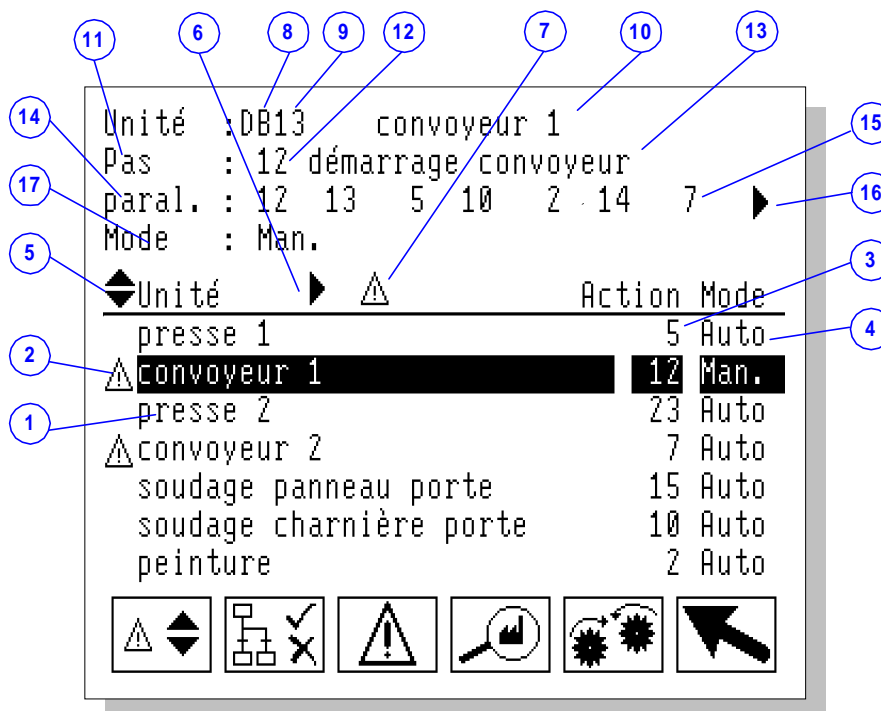 11 6 8 9 12 7 10 13
14 Unité :DB13 convoyeur 1 15
Pas : 12 démarrage convoyeur
17 paral. : 12 13 5 10 2 14 7 16
Mode : Man.
5 Unité Action Mode 3
presse 1 5 Auto 4
2 convoyeur 1 12 Man.
1 presse 2 23 Auto
convoyeur 2 7 Auto
soudage panneau porte 15 Auto
soudage charnière porte 10 Auto
peinture 2 Auto